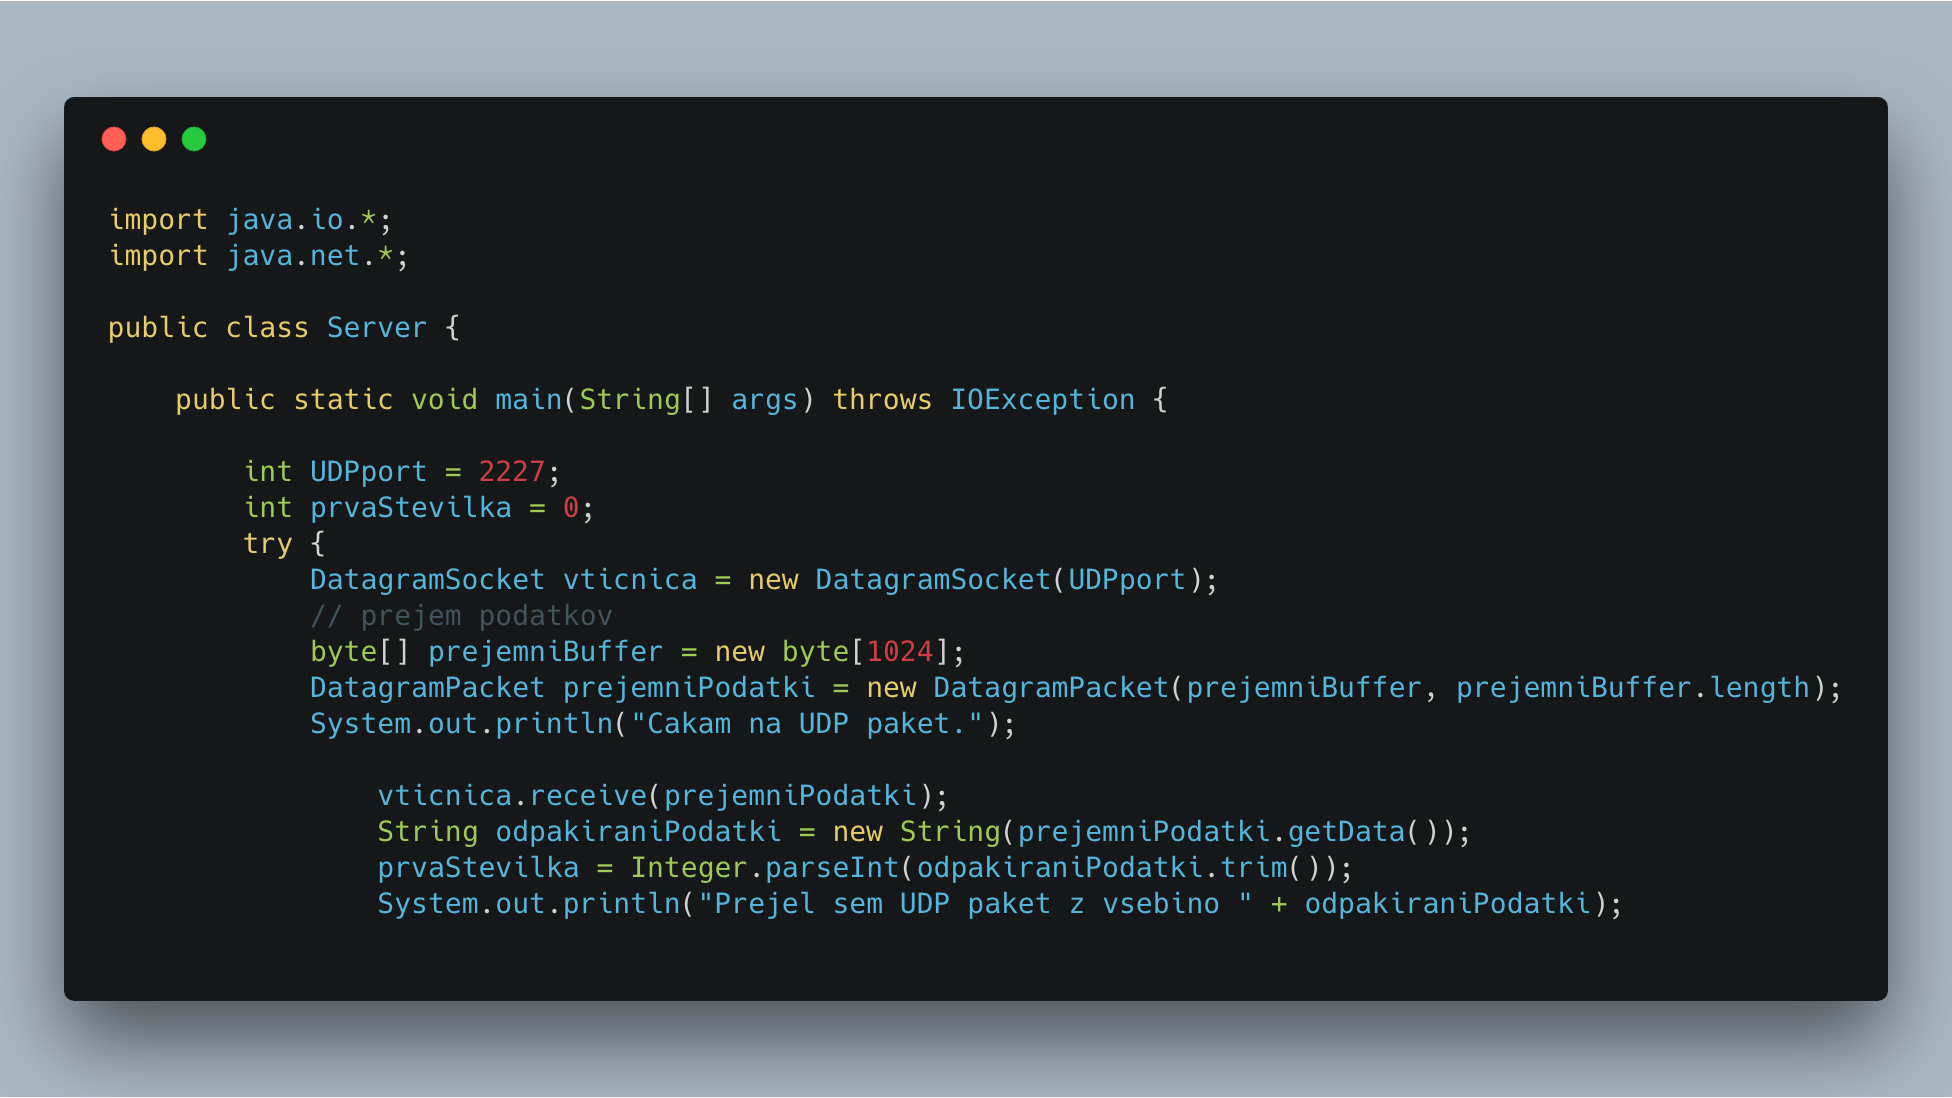 import java.io.*;
import java.net.*;
public class Server {
public static void main(String[] args) throws IOException {
int UDPport = 2227;
int prvaStevilka = 0;
try {
DatagramSocket vticnica = new DatagramSocket(UDPport);
// prejem podatkov
byte[] prejemniBuffer = new byte[1024];
DatagramPacket prejemniPodatki = new DatagramPacket(prejemniBuffer, prejemniBuffer.length);
System.out.println("Cakam na UDP paket.");
vticnica.receive(prejemniPodatki);
String odpakiraniPodatki = new String(prejemniPodatki.getData());
prvaStevilka = Integer.parseInt(odpakiraniPodatki.trim());
System.out.println("Prejel sem UDP paket z vsebino " + odpakiraniPodatki);